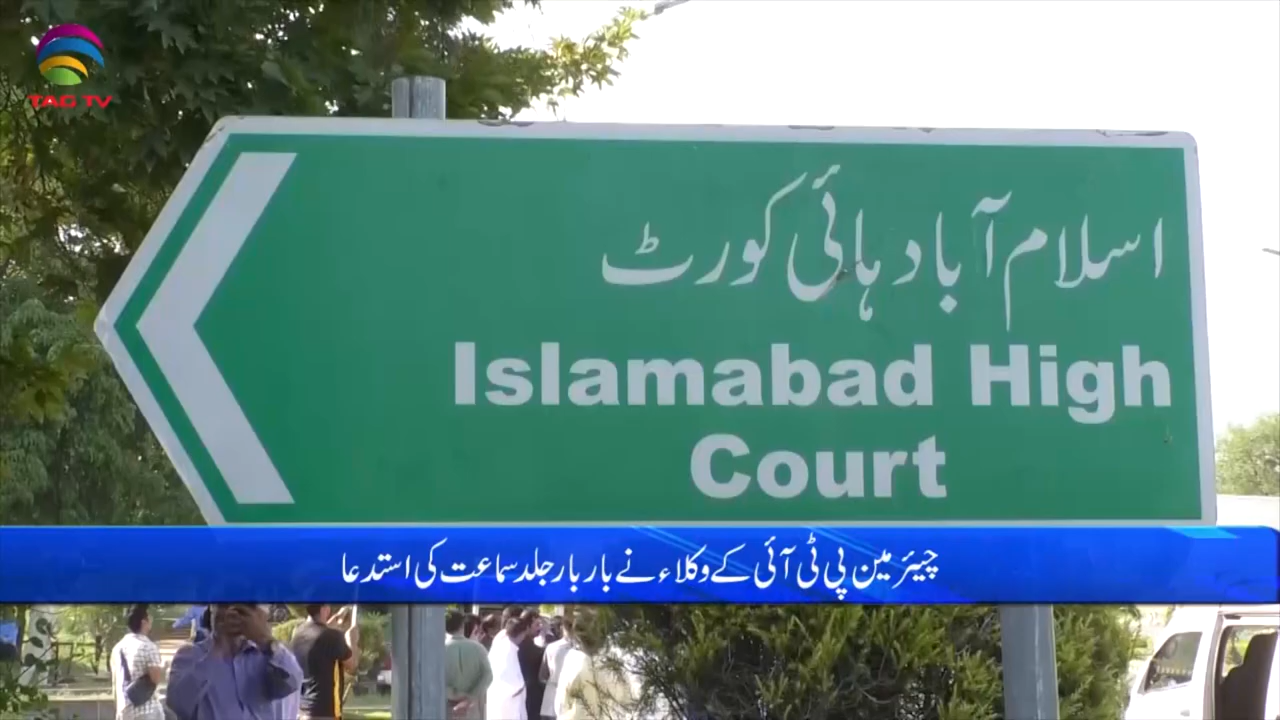 TAG TV
اسلام آباد ہائی کورٹ
Islamabad High
Court
چیئرمین پی ٹی آئی کے وکلاء نے بار بار جلد سماعت کی استدعا